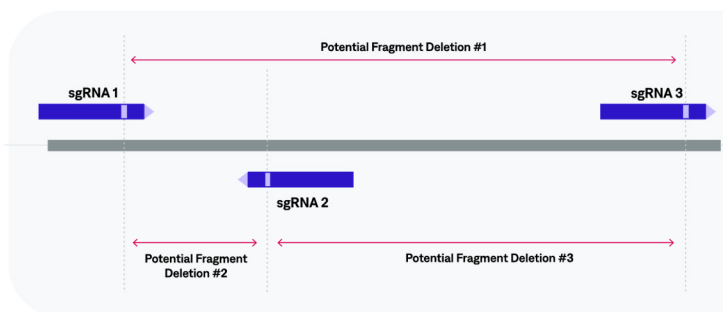 Potential Fragment Deletion #1
sgRNA 1
sgRNA 3
sgRNA 2
Potential Fragment
Deletion #2
Potential Fragment Deletion #3